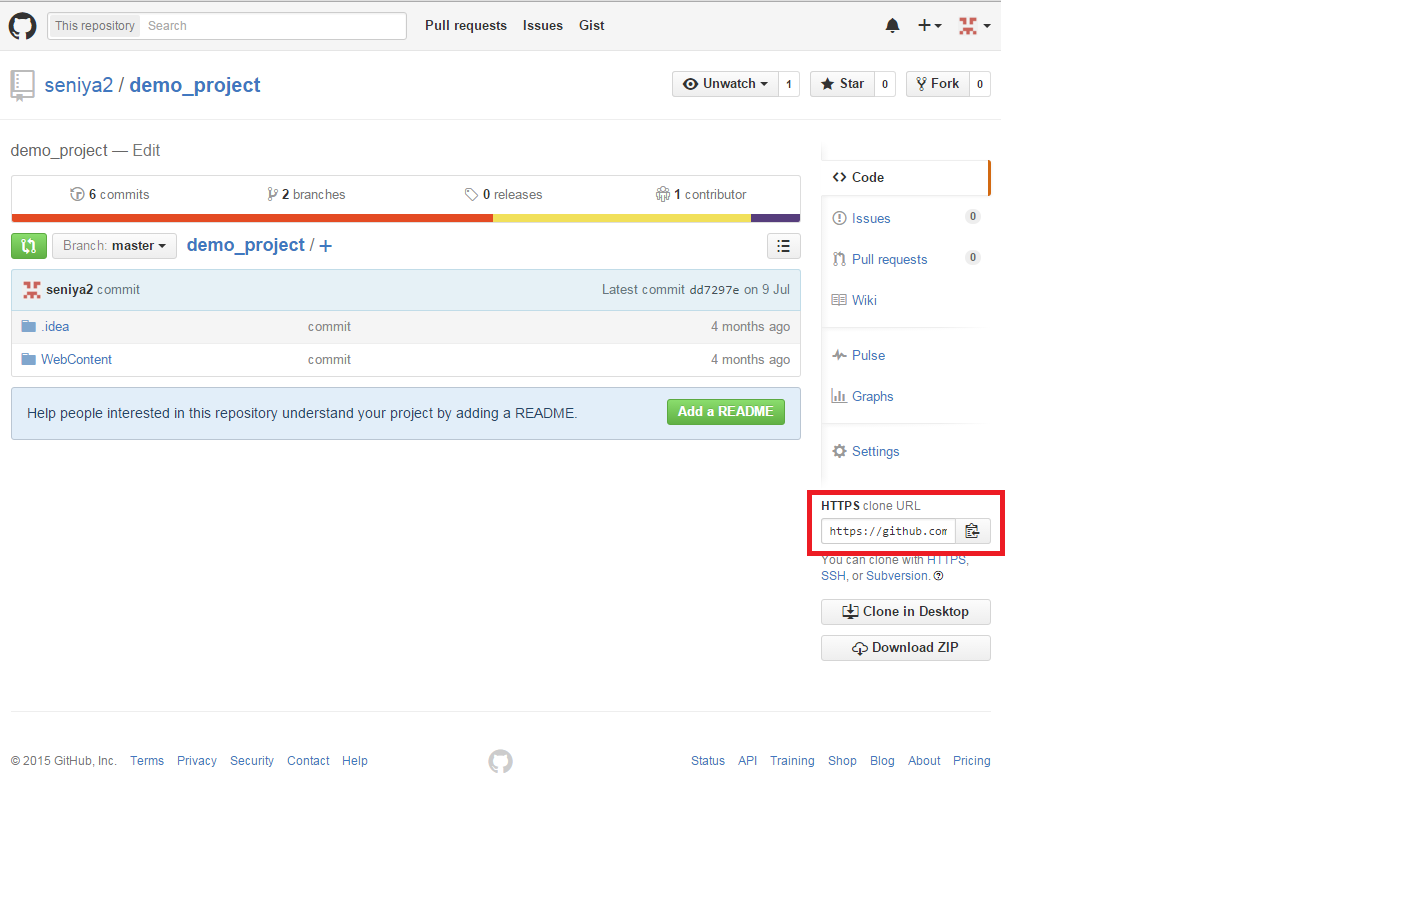 This repository Search Pull requests Issues Gist
seniya2 / demo_project Unwatch 1 Star 0 Fork 0
demo_project — Edit
6 commits 2 branches 0 releases 1 contributor
Branch: master demo_project / +
seniya2 commit Latest commit dd7297e on 9 Jul
.idea commit 4 months ago
WebContent commit 4 months ago
Help people interested in this repository understand your project by adding a README. Add a README
Code
Issues 0
Pull requests 0
Wiki
Pulse
Graphs
Settings
HTTPS clone URL
https://github.com
You can clone with HTTPS,
SSH, or Subversion.
Clone in Desktop
Download ZIP
© 2015 GitHub, Inc. Terms Privacy Security Contact Help Status API Training Shop Blog About Pricing